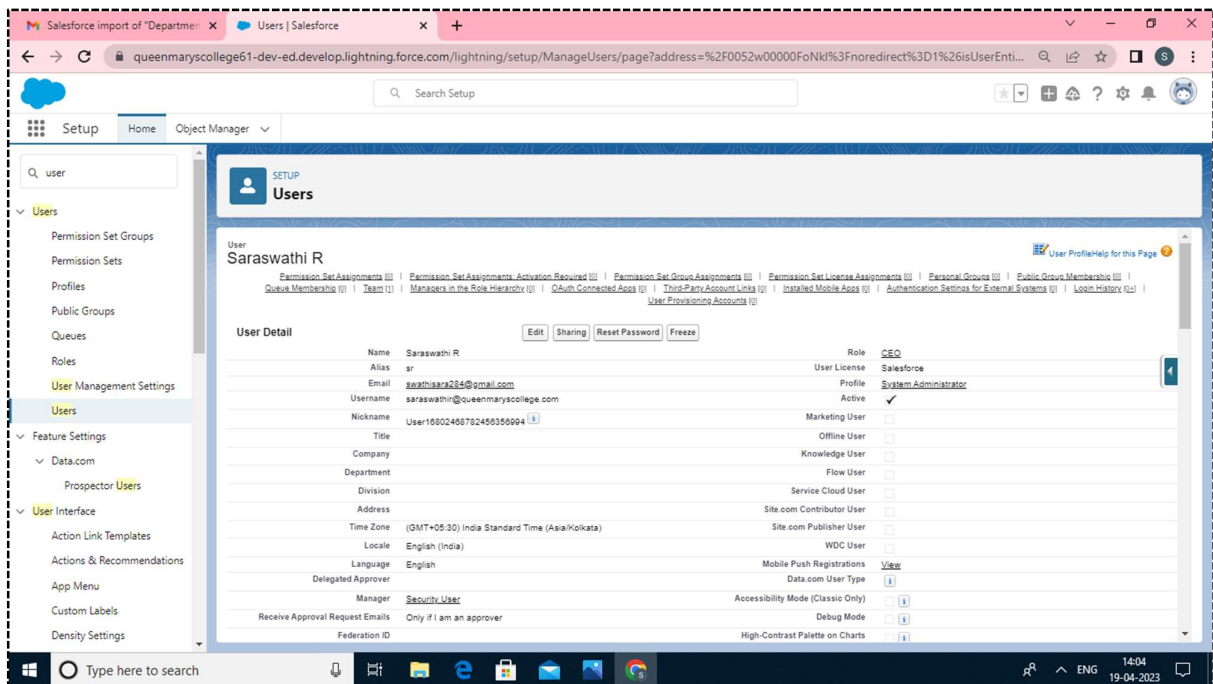 Salesforce import of "Departmen
Users | Salesforce
queenmaryscollege61-dev-ed.develop.lightning.force.com/lightning/setup/ManageUsers/page?address=%2F0052w00000FoNkI%3Fnoredirect%3D1%26isUserEnti...
S
Search Setup
Setup
Home
Object Manager
user
Users
Permission Set Groups
Permission Sets
Profiles
Public Groups
Queues
Roles
User Management Settings
Users
Feature Settings
Data.com
Prospector Users
User Interface
Action Link Templates
Actions & Recommendations
App Menu
Custom Labels
Density Settings
SETUP
Users
User
Saraswathi R
User Profile Help for this Page
Permission Set Assignments [0] | Permission Set Assignments: Activation Required [0] | Permission Set Group Assignments [0] | Permission Set License Assignments [0] | Personal Groups [0] | Public Group Membership [0] |
Queue Membership [0] | Team [1] | Managers in the Role Hierarchy [0] | OAuth Connected Apps [0] | Third-Party Account Links [0] | Installed Mobile Apps [0] | Authentication Settings for External Systems [0] | Login History [0+] |
User Provisioning Accounts [0]
User Detail
Edit Sharing Reset Password Freeze
Name Saraswathi R Role CEO
Alias sr User License Salesforce
Email swathisara284@gmail.com Profile System Administrator
Username saraswathir@queenmaryscollege.com Active ✓
Nickname User16802468782456356994 i Marketing User
Title Offline User
Company Knowledge User
Department Flow User
Division Service Cloud User
Address Site.com Contributor User
Time Zone (GMT+05:30) India Standard Time (Asia/Kolkata) Site.com Publisher User
Locale English (India) WDC User
Language English Mobile Push Registrations View
Delegated Approver Data.com User Type i
Manager Security User Accessibility Mode (Classic Only) i
Receive Approval Request Emails Only if I am an approver Debug Mode i
Federation ID High-Contrast Palette on Charts i
Type here to search
ENG
14:04
19-04-2023